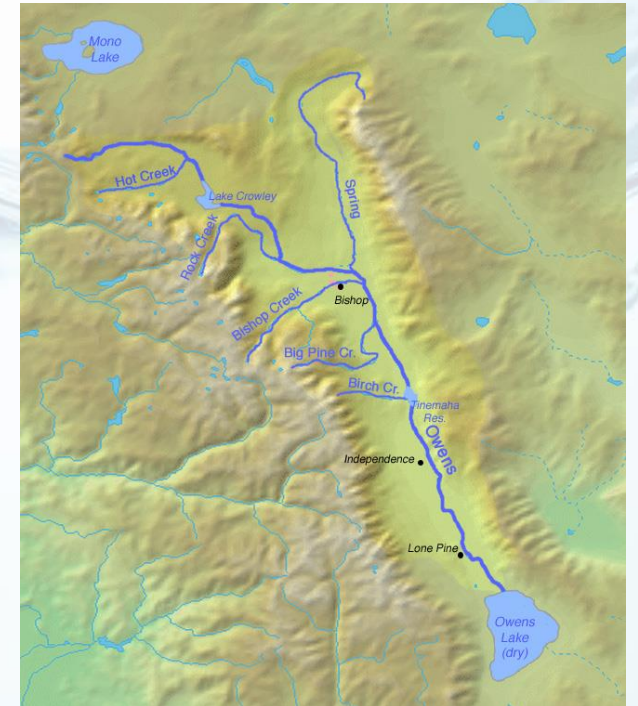 Mono
Lake
Hot Creek
Lake Crowley
Spring
Rock Creek
Bishop
Bishop Creek
Big Pine Cr.
Birch Cr.
Tinemaha
Res.
Owens
Independence
Lone Pine
Owens
Lake
(dry)